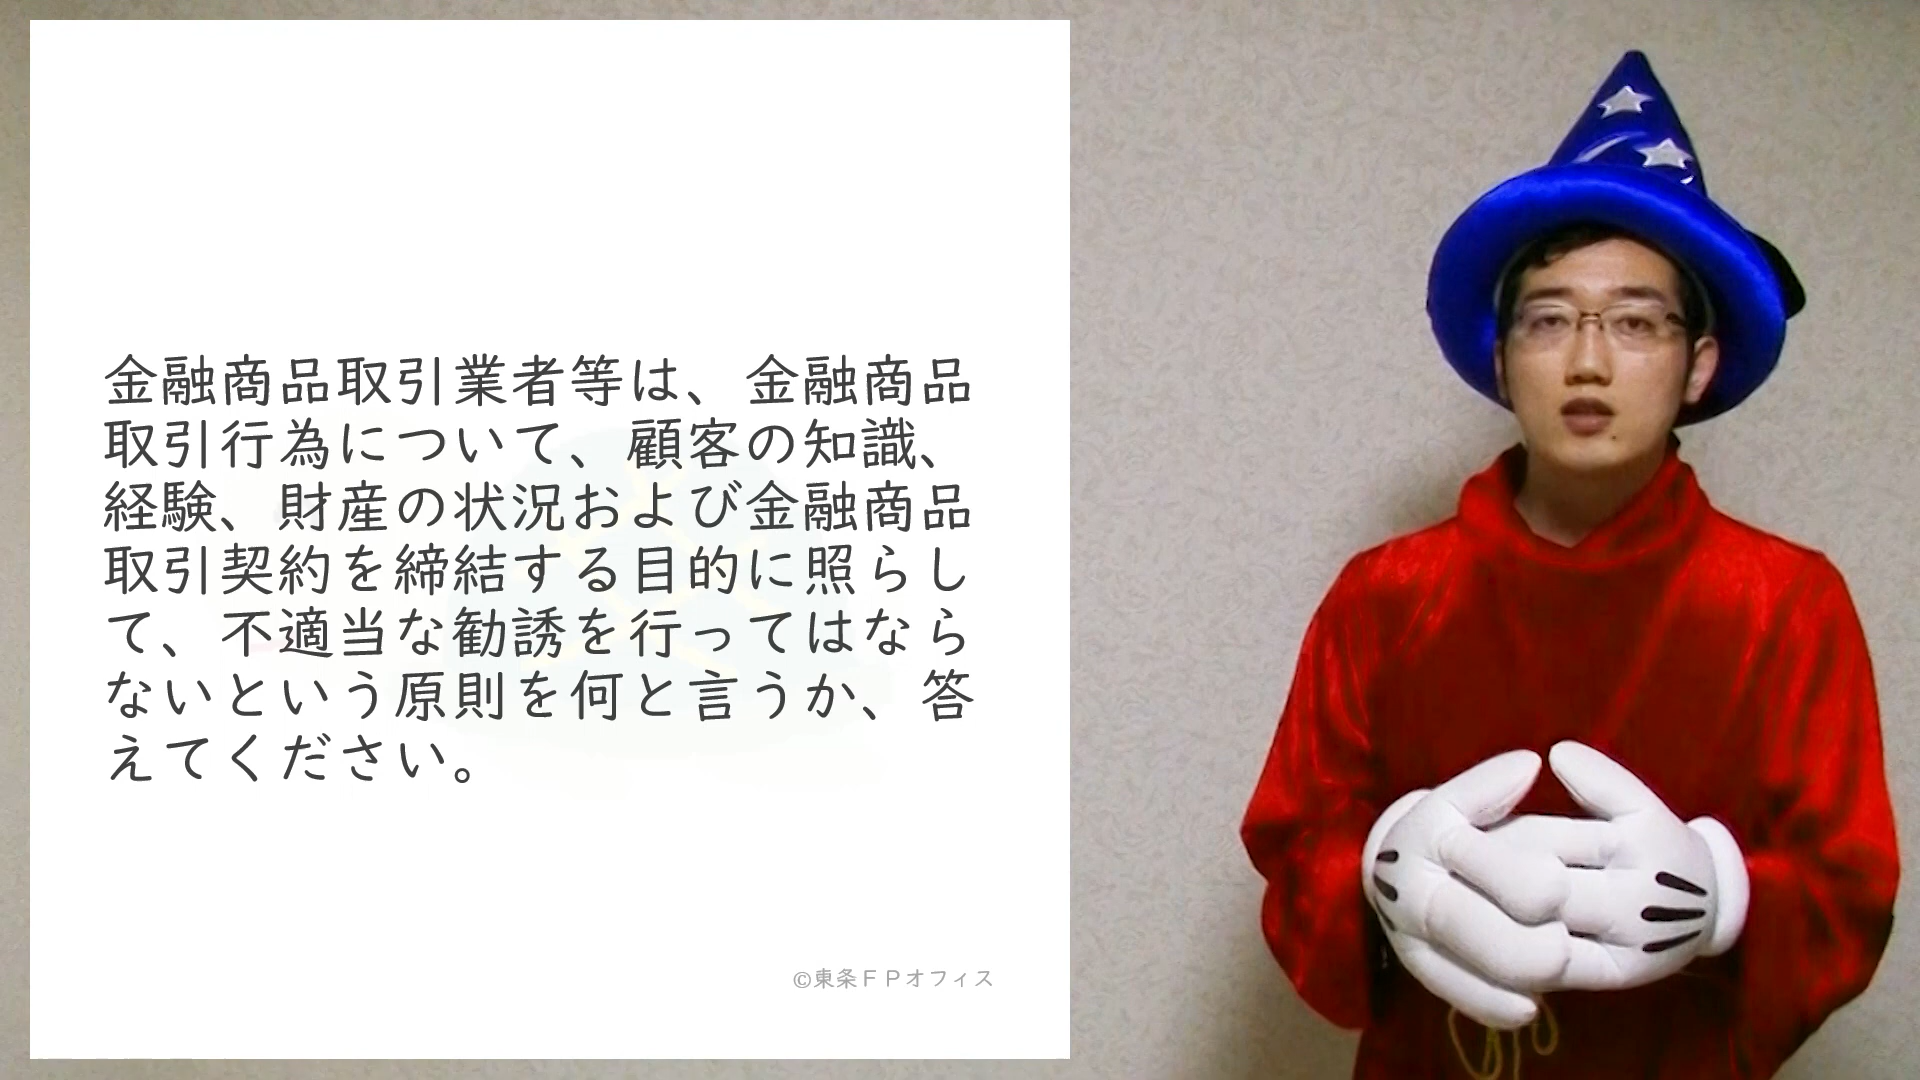 金融商品取引業者等は、金融商品
取引行為について、顧客の知識、
経験、財産の状況および金融商品
取引契約を締結する目的に照らし
て、不適当な勧誘を行ってはなら
ないという原則を何と言うか、答
えてください。
©東条ＦＰオフィス